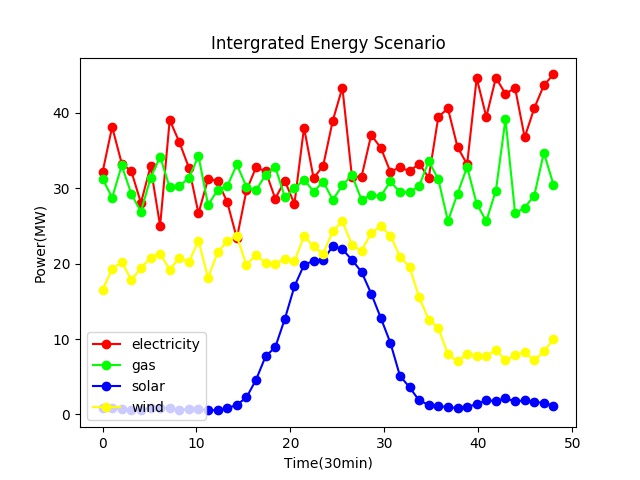 Intergrated Energy Scenario
Power(MW)
40
30
20
10
0
electricity
gas
solar
wind
0 10 20 30 40 50
Time(30min)